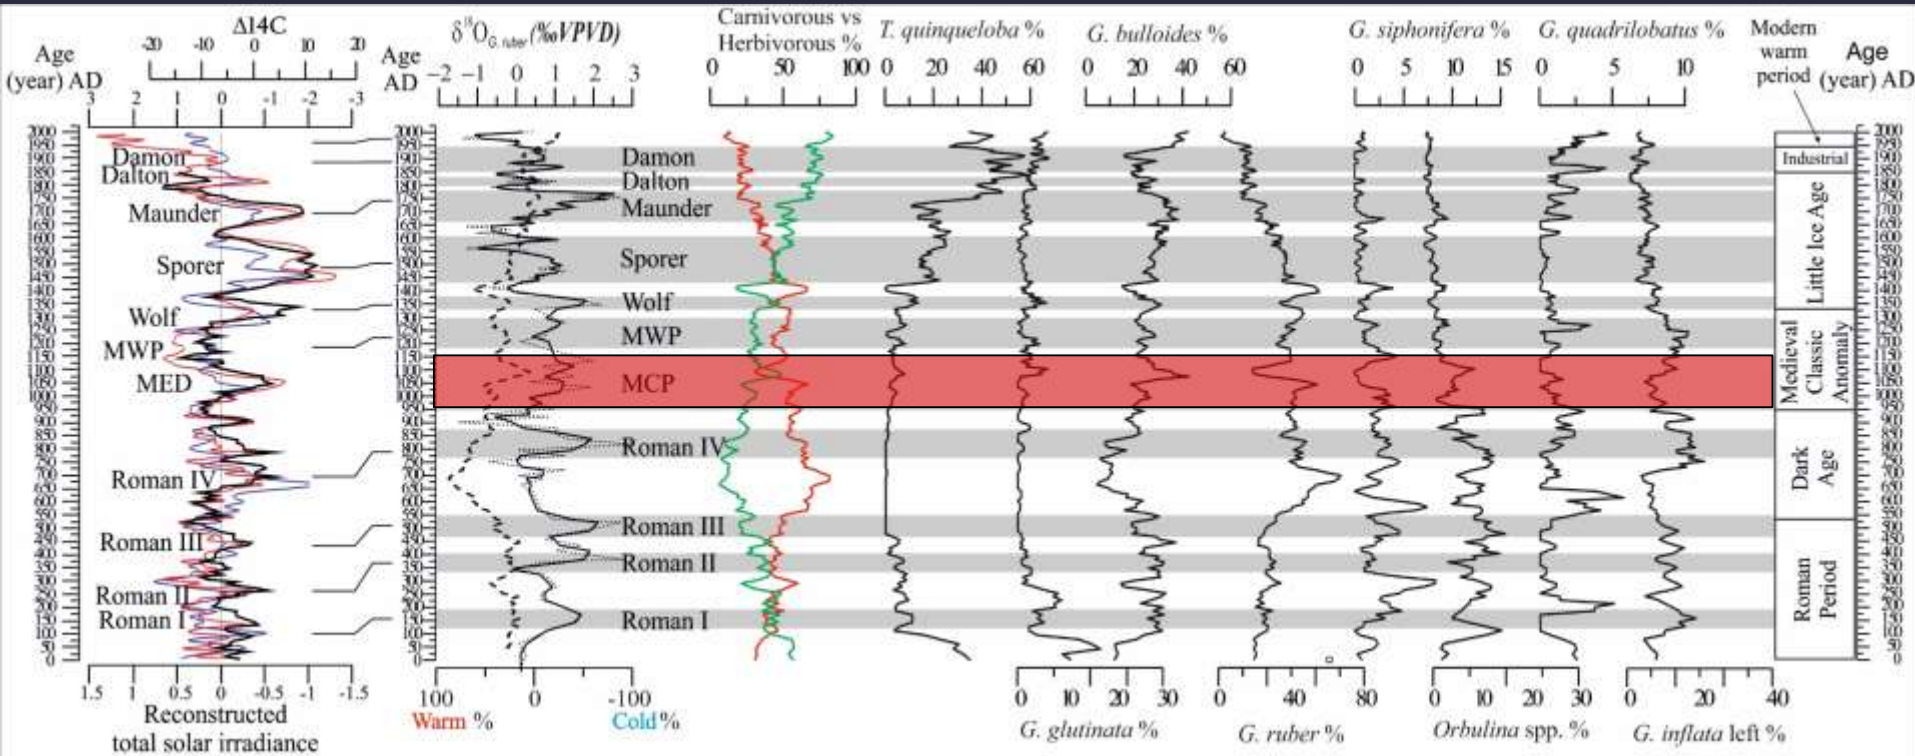 Age
(year) AD
Δ14C
-20 -10 0 10 20
3 2 1 0 -1 -2 -3
Age
AD
δ18O G. ruber (‰VPVD)
-2 -1 0 1 2 3
Carnivorous vs
Herbivorous %
0 50 100
T. quinqueloba %
0 20 40 60
G. bulloides %
0 20 40 60
G. siphonifera %
0 5 10 15
G. quadrilobatus %
0 5 10
Modern
warm
period
Age
(year) AD
Damon
Dalton
Maunder
Sporer
Wolf
MWP
MED
Roman IV
Roman III
Roman II
Roman I
Damon
Dalton
Maunder
Sporer
Wolf
MWP
MCP
Roman IV
Roman III
Roman II
Roman I
Industrial
Little Ice Age
Medieval
Classic
Anomaly
Dark
Age
Roman
Period
1.5 1 0.5 0 -0.5 -1 -1.5
Reconstructed
total solar irradiance
100 0 -100
Warm % Cold %
0 10 20 30
G. glutinata %
0 40 80
G. ruber %
0 10 20 30
Orbulina spp. %
0 20 40
G. inflata left %